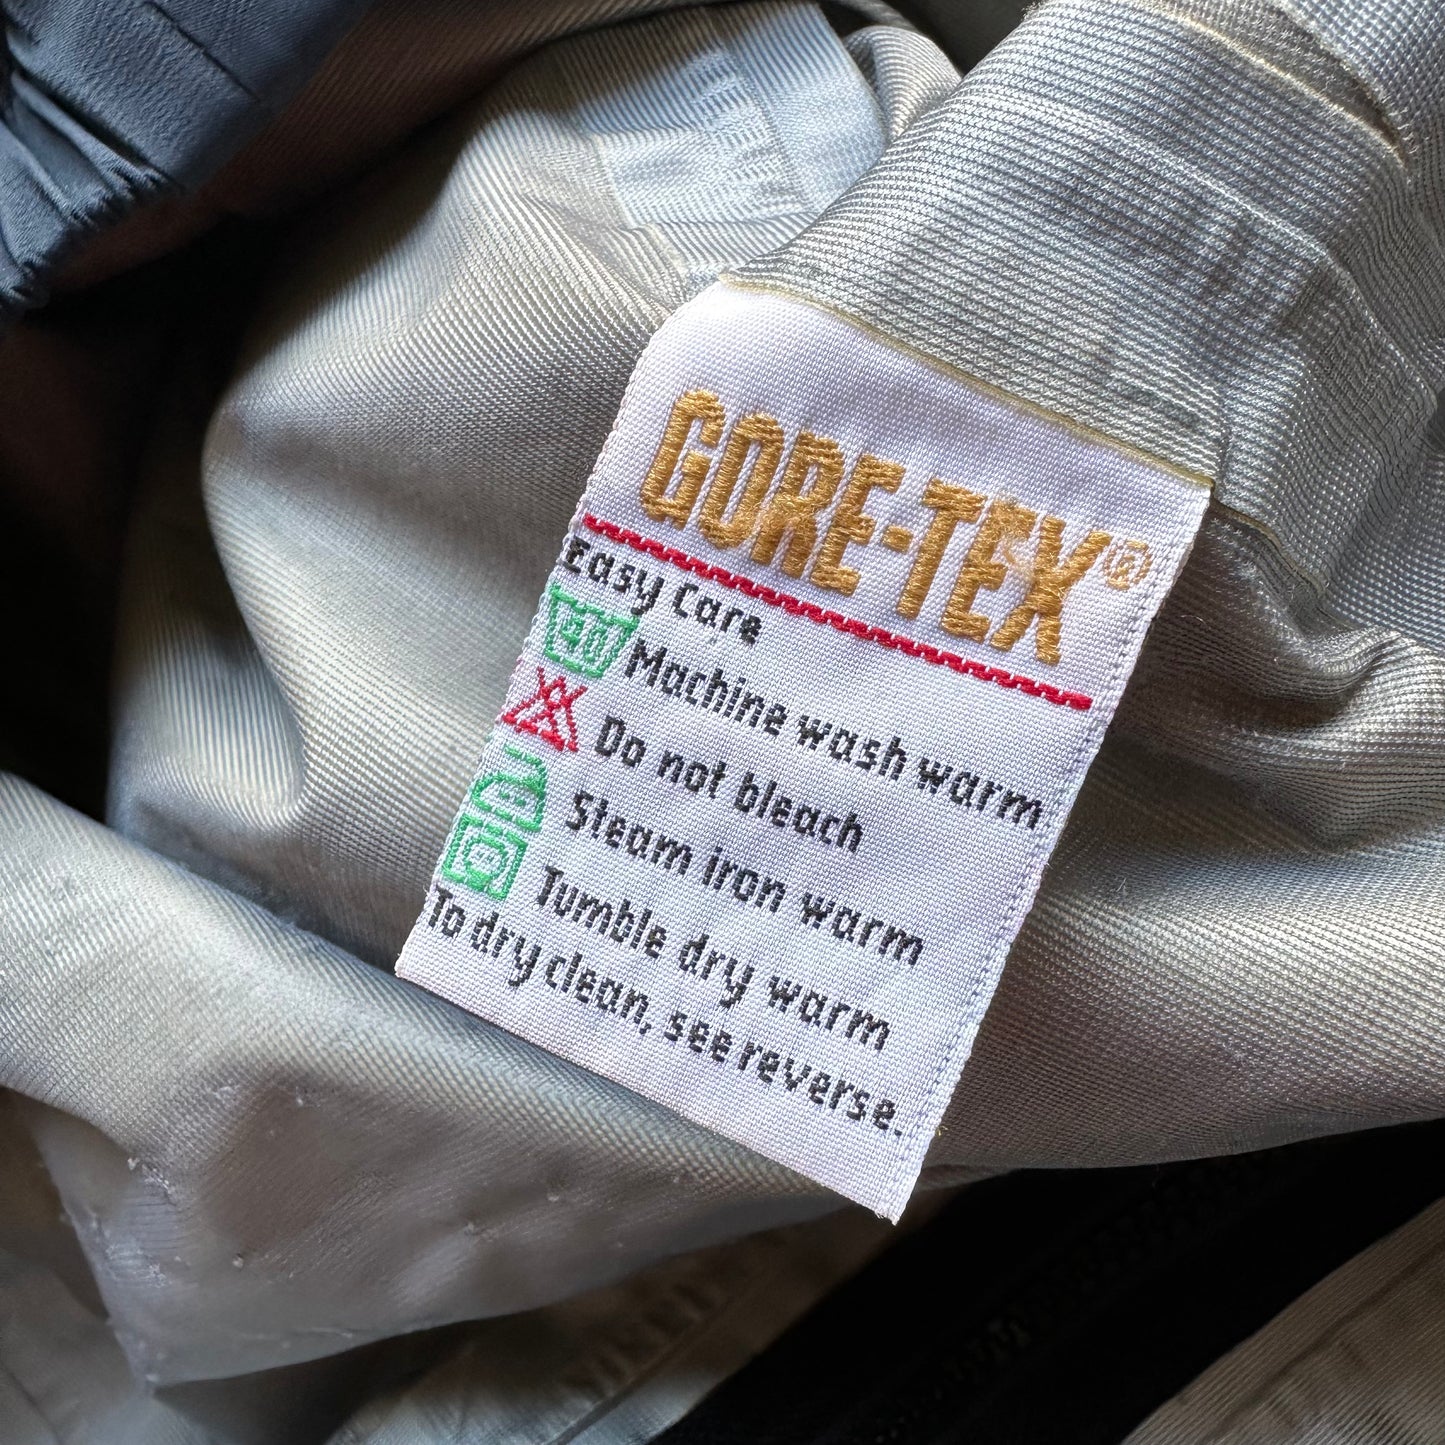 GORE-TEX®
Easy Care
40 Machine wash warm
Do not bleach
Steam iron warm
Tumble dry warm
To dry clean, see reverse.